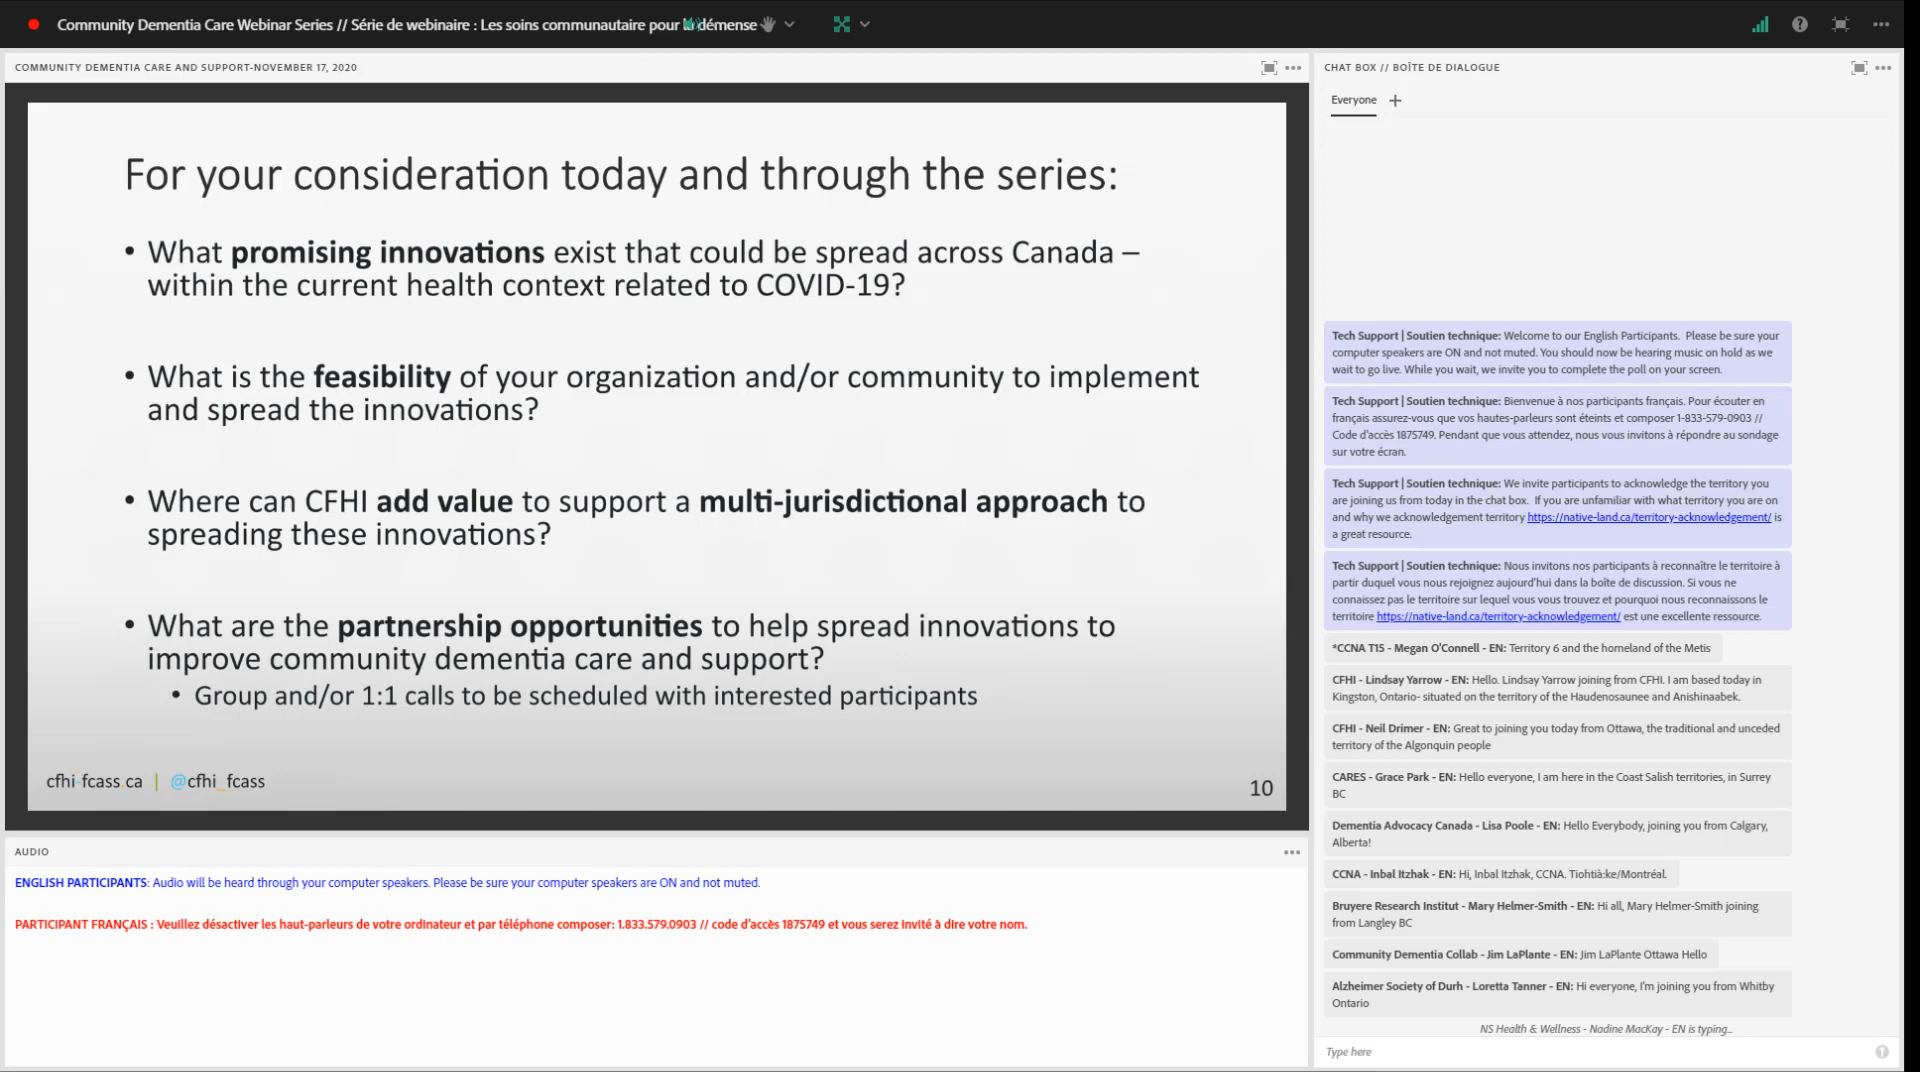 Community Dementia Care Webinar Series // Série de webinaire : Les soins communautaire pour la démense
COMMUNITY DEMENTIA CARE AND SUPPORT-NOVEMBER 17, 2020
For your consideration today and through the series:
• What promising innovations exist that could be spread across Canada –
within the current health context related to COVID-19?
• What is the feasibility of your organization and/or community to implement
and spread the innovations?
• Where can CFHI add value to support a multi-jurisdictional approach to
spreading these innovations?
• What are the partnership opportunities to help spread innovations to
improve community dementia care and support?
• Group and/or 1:1 calls to be scheduled with interested participants
cfhi-fcass.ca | @cfhi_fcass
10
AUDIO
ENGLISH PARTICIPANTS: Audio will be heard through your computer speakers. Please be sure your computer speakers are ON and not muted.
PARTICIPANT FRANÇAIS : Veuillez désactiver les haut-parleurs de votre ordinateur et par téléphone composer: 1.833.579.0903 // code d'accès 1875749 et vous serez invité à dire votre nom.
CHAT BOX // BOÎTE DE DIALOGUE
Everyone +
Tech Support | Soutien technique: Welcome to our English Participants. Please be sure your
computer speakers are ON and not muted. You should now be hearing music on hold as we
wait to go live. While you wait, we invite you to complete the poll on your screen.
Tech Support | Soutien technique: Bienvenue à nos participants français. Pour écouter en
français assurez-vous que vos hautes-parleurs sont éteints et composer 1-833-579-0903 //
Code d'accès 1875749. Pendant que vous attendez, nous vous invitons à répondre au sondage
sur votre écran.
Tech Support | Soutien technique: We invite participants to acknowledge the territory you
are joining us from today in the chat box. If you are unfamiliar with what territory you are on
and why we acknowledgement territory https://native-land.ca/territory-acknowledgement/ is
a great resource.
Tech Support | Soutien technique: Nous invitons nos participants à reconnaître le territoire à
partir duquel vous nous rejoignez aujourd'hui dans la boîte de discussion. Si vous ne
connaissez pas le territoire sur lequel vous vous trouvez et pourquoi nous reconnaissons le
territoire https://native-land.ca/territory-acknowledgement/ est une excellente ressource.
*CCNA T15 - Megan O'Connell - EN: Territory 6 and the homeland of the Metis
CFHI - Lindsay Yarrow - EN: Hello. Lindsay Yarrow joining from CFHI. I am based today in
Kingston, Ontario- situated on the territory of the Haudenosaunee and Anishinaabek.
CFHI - Neil Drimer - EN: Great to joining you today from Ottawa, the traditional and unceded
territory of the Algonquin people
CARES - Grace Park - EN: Hello everyone, I am here in the Coast Salish territories, in Surrey
BC
Dementia Advocacy Canada - Lisa Poole - EN: Hello Everybody, joining you from Calgary,
Alberta!
CCNA - Inbal Itzhak - EN: Hi, Inbal Itzhak, CCNA. Tiohtià:ke/Montréal.
Bruyere Research Institut - Mary Helmer-Smith - EN: Hi all, Mary Helmer-Smith joining
from Langley BC
Community Dementia Collab - Jim LaPlante - EN: Jim LaPlante Ottawa Hello
Alzheimer Society of Durh - Loretta Tanner - EN: Hi everyone, I'm joining you from Whitby
Ontario
NS Health & Wellness - Nadine MacKay - EN is typing...
Type here